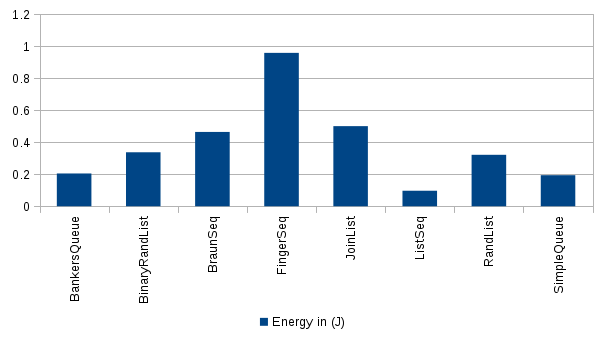 1.2
1
0.8
0.6
0.4
0.2
0
BankersQueue
BinaryRandList
BraunSeq
FingerSeq
JoinList
ListSeq
RandList
SimpleQueue
Energy in (J)